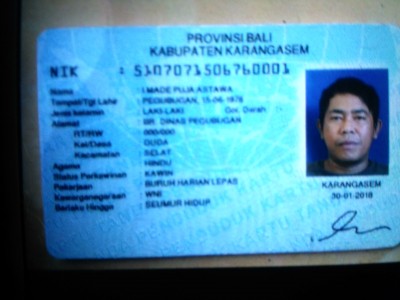 PROVINSI BALI
KABUPATEN KARANGASEM
NIK : 5107071506760001
Nama : I MADE PUJA ASTAWA
Tempat/Tgl Lahir : PEGUBUGAN, 15-06-1976
Jenis kelamin : LAKI-LAKI Gol. Darah :
Alamat : BR. DINAS PEGUBUGAN
RT/RW : 000/000
Kel/Desa : DUDA
Kecamatan : SELAT
Agama : HINDU
Status Perkawinan : KAWIN
Pekerjaan : BURUH HARIAN LEPAS
Kewarganegaraan : WNI
Berlaku Hingga : SEUMUR HIDUP
KARANGASEM
30-01-2018